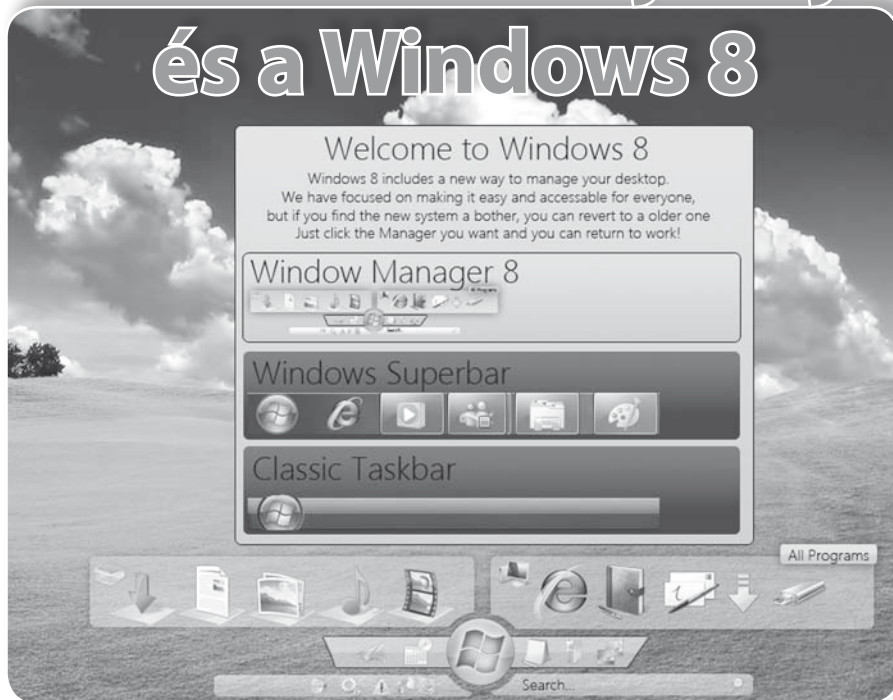 és a Windows 8
Welcome to Windows 8
Windows 8 includes a new way to manage your desktop.
We have focused on making it easy and accessable for everyone,
but if you find the new system a bother, you can revert to a older one
Just click the Manager you want and you can return to work!
Window Manager 8
All Programs
Search...
Windows Superbar
Classic Taskbar
All Programs
Search...